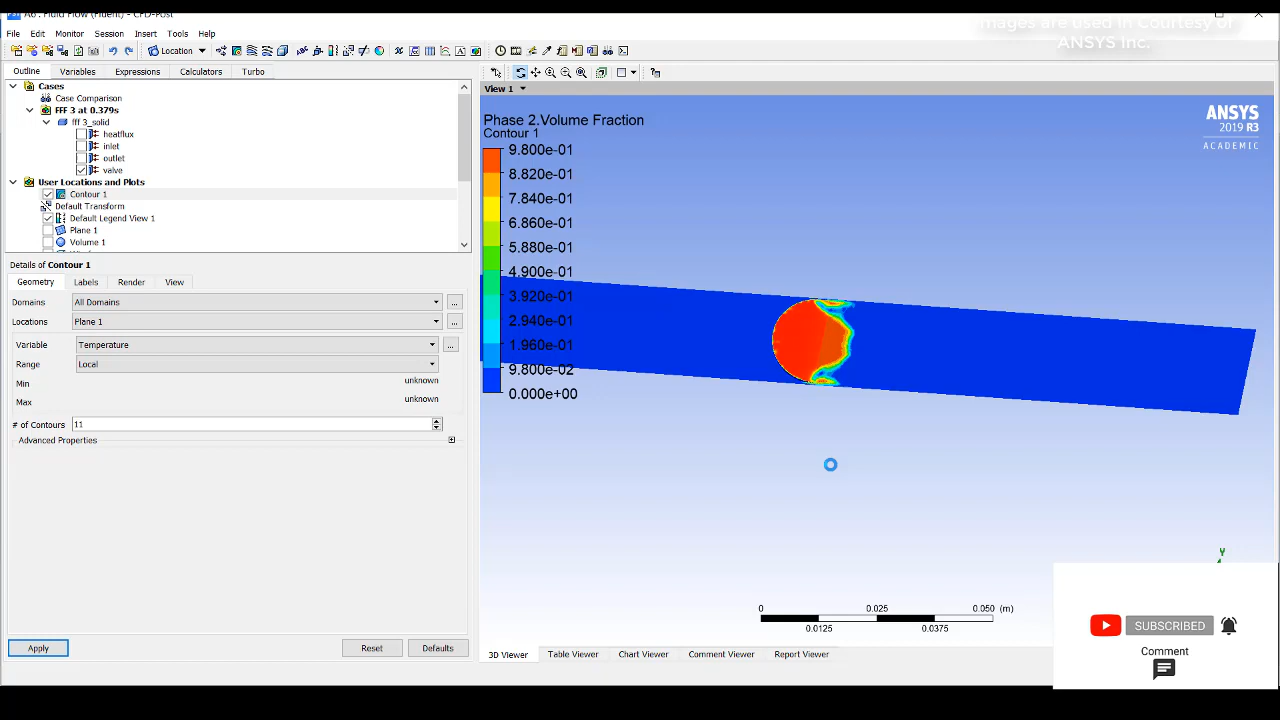 A6 : Fluid Flow (Fluent) - CFD-Post
Images are used in Courtesy of
ANSYS Inc.
File Edit Monitor Session Insert Tools Help
Location
Outline Variables Expressions Calculators Turbo
Cases
Case Comparison
FFF 3 at 0.379s
fff 3_solid
heatflux
inlet
outlet
valve
User Locations and Plots
Contour 1
Default Transform
Default Legend View 1
Plane 1
Volume 1
Details of Contour 1
Geometry Labels Render View
Domains All Domains ...
Locations Plane 1 ...
Variable Temperature ...
Range Local
Min unknown
Max unknown
# of Contours 11
Advanced Properties
Apply Reset Defaults
View 1
Phase 2.Volume Fraction
Contour 1
9.800e-01
8.820e-01
7.840e-01
6.860e-01
5.880e-01
4.900e-01
3.920e-01
2.940e-01
1.960e-01
9.800e-02
0.000e+00
ANSYS
2019 R3
ACADEMIC
Y
0 0.025 0.050 (m)
0.0125 0.0375
3D Viewer Table Viewer Chart Viewer Comment Viewer Report Viewer
SUBSCRIBED
Comment